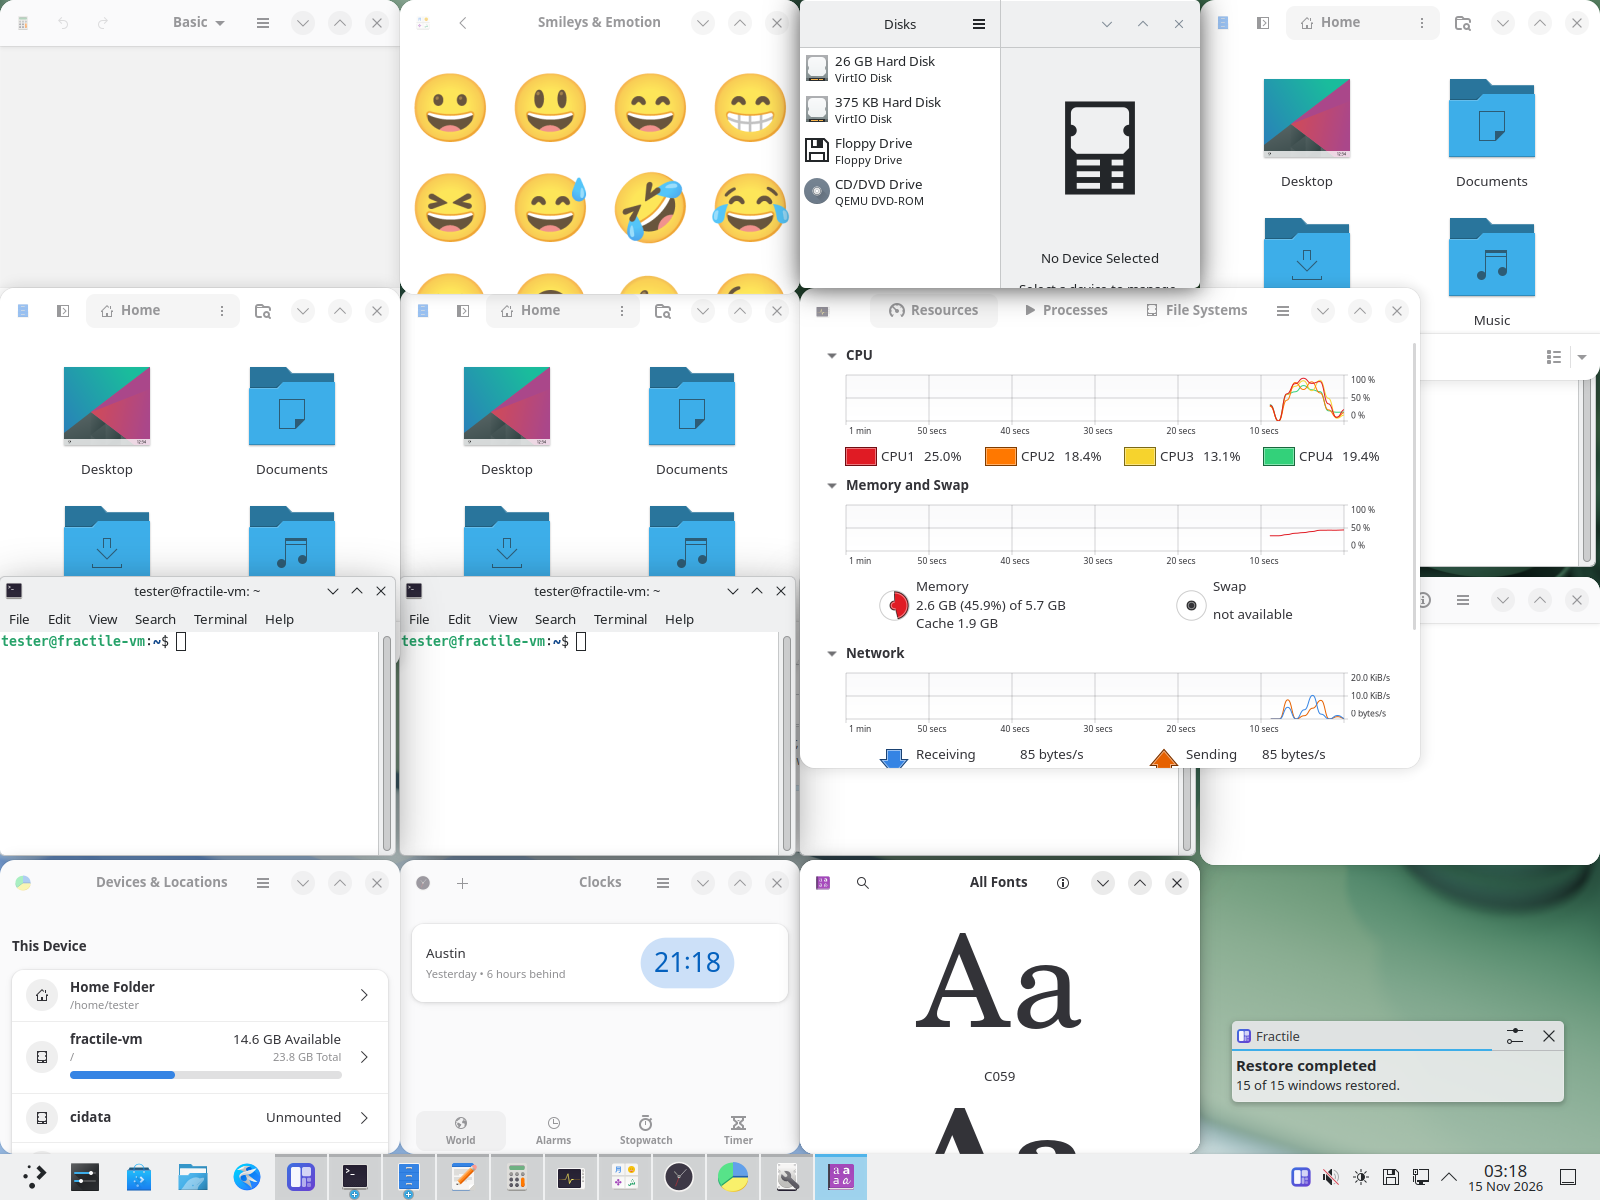 Basic
Smileys & Emotion
Disks
26 GB Hard Disk
VirtIO Disk
375 KB Hard Disk
VirtIO Disk
Floppy Drive
Floppy Drive
CD/DVD Drive
QEMU DVD-ROM
No Device Selected
Home
Desktop
Documents
Music
Home
Desktop
Documents
Home
Desktop
Documents
Resources
Processes
File Systems
CPU
100 %
50 %
0 %
1 min
50 secs
40 secs
30 secs
20 secs
10 secs
CPU1 25.0%
CPU2 18.4%
CPU3 13.1%
CPU4 19.4%
Memory and Swap
100 %
50 %
0 %
1 min
50 secs
40 secs
30 secs
20 secs
10 secs
Memory
2.6 GB (45.9%) of 5.7 GB
Cache 1.9 GB
Swap
not available
Network
20.0 KiB/s
10.0 KiB/s
0 bytes/s
1 min
50 secs
40 secs
30 secs
20 secs
10 secs
Receiving 85 bytes/s
Sending 85 bytes/s
tester@fractile-vm: ~
File Edit View Search Terminal Help
tester@fractile-vm:~$
tester@fractile-vm: ~
File Edit View Search Terminal Help
tester@fractile-vm:~$
Devices & Locations
This Device
Home Folder
/home/tester
fractile-vm
14.6 GB Available
/
23.8 GB Total
cidata
Unmounted
Clocks
Austin
Yesterday • 6 hours behind
21:18
World
Alarms
Stopwatch
Timer
All Fonts
Aa
C059
Fractile
Restore completed
15 of 15 windows restored.
03:18
15 Nov 2026